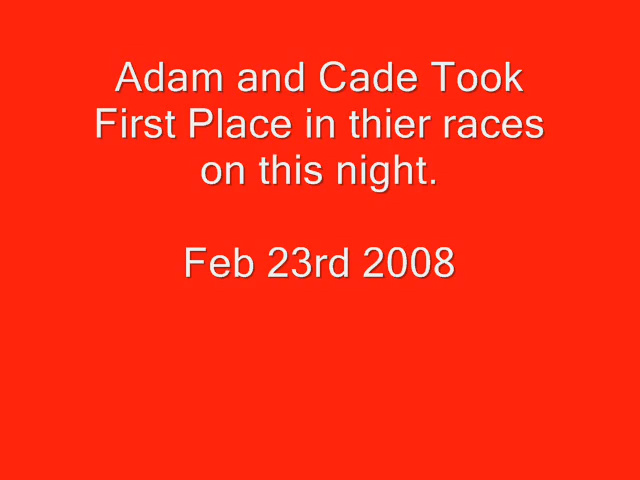 Adam and Cade Took
First Place in thier races
on this night.
Feb 23rd 2008